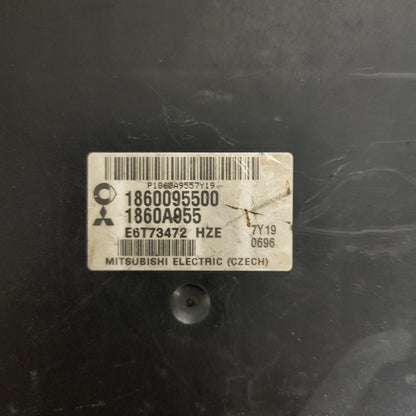 P1860A9557Y19
1860095500
1860A955
E6T73472 HZE 7Y19
0696
MITSUBISHI ELECTRIC (CZECH)